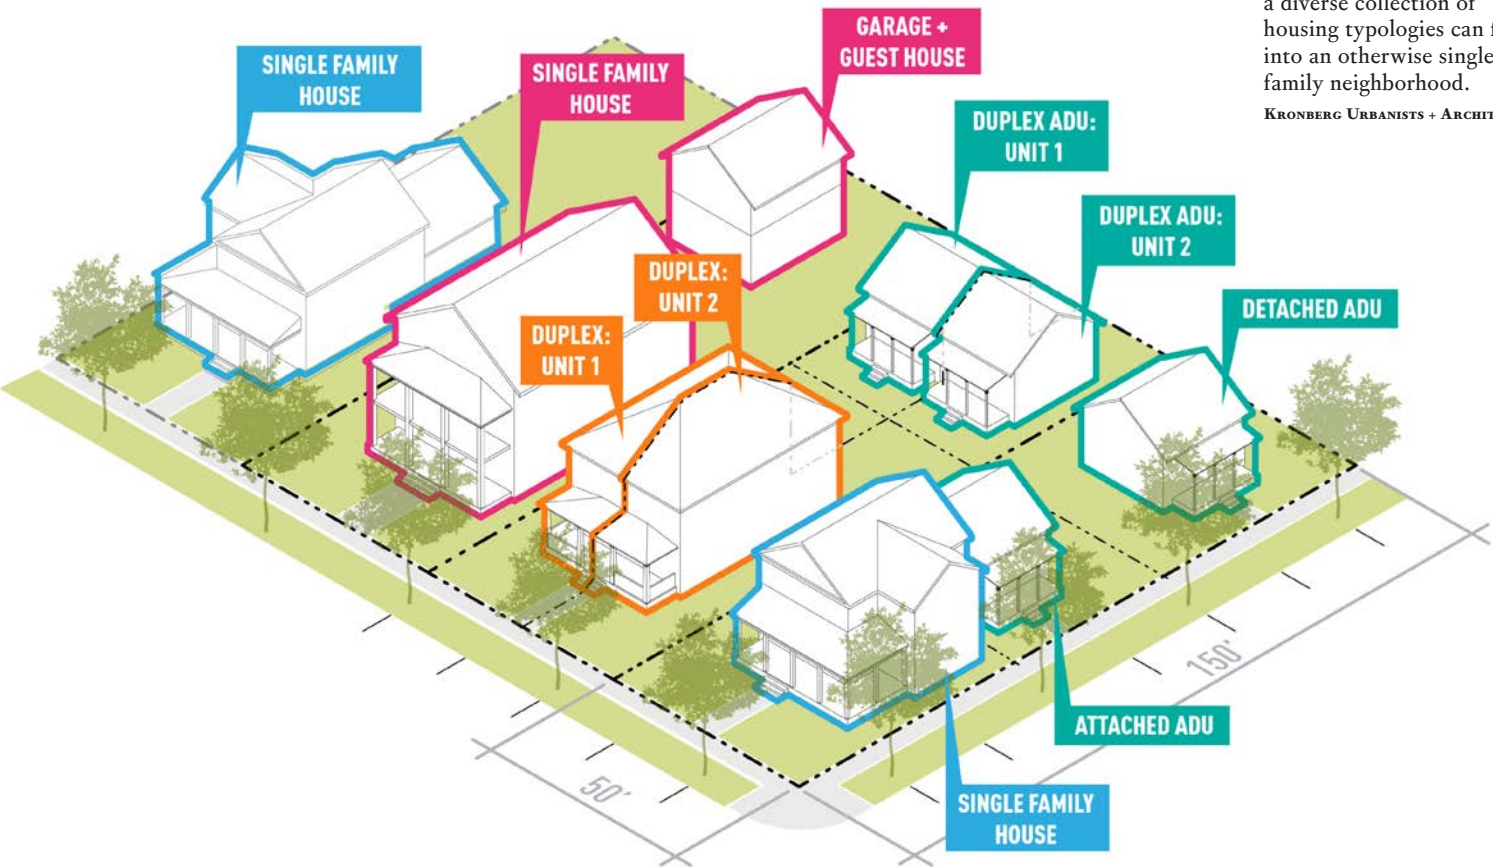 a diverse collection of
housing typologies can
into an otherwise single
family neighborhood.
KRONBERG URBANISTS +
SINGLE FAMILY
HOUSE
SINGLE FAMILY
HOUSE
GARAGE +
GUEST HOUSE
DUPLEX ADU:
UNIT 1
DUPLEX ADU:
UNIT 2
DETACHED ADU
DUPLEX:
UNIT 2
DUPLEX:
UNIT 1
ATTACHED ADU
SINGLE FAMILY
HOUSE
150'
50'